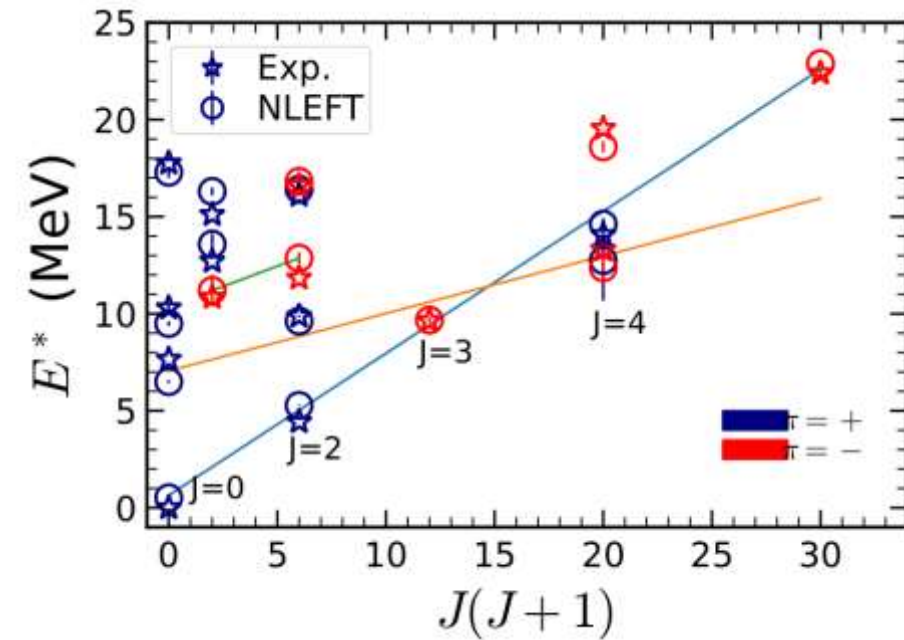 25
20
15
10
5
0
E* (MeV)
Exp.
NLEFT
J=0
J=2
J=3
J=4
π = +
π = −
0 5 10 15 20 25 30
J(J + 1)